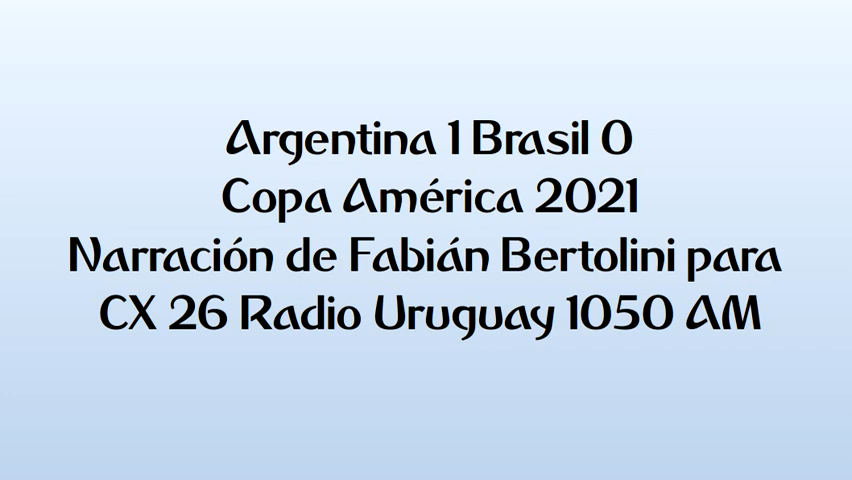 Argentina 1 Brasil 0
Copa América 2021
Narración de Fabián Bertolini para
CX 26 Radio Uruguay 1050 AM